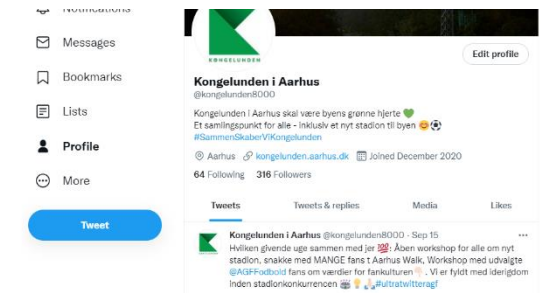 Notifications
Messages
Bookmarks
Lists
Profile
More
Tweet
KONGELUNDEN
Edit profile
Kongelunden i Aarhus
@kongelunden8000
Kongelunden i Aarhus skal være byens grønne hjerte 💚
Et samlingspunkt for alle - inklusiv et nyt stadion til byen 😊⚽
#SammenSkaberViKongelunden
Aarhus kongelunden.aarhus.dk Joined December 2020
64 Following 316 Followers
Tweets Tweets & replies Media Likes
Kongelunden i Aarhus @kongelunden8000 · Sep 15 ···
Hvilken givende uge sammen med jer 💯: Åben workshop for alle om nyt
stadion, snakke med MANGE fans t Aarhus Walk, Workshop med udvalgte
@AGFFodbold fans om værdier for fankulturen. Vi er fyldt med iderigdom
inden stadionkonkurrencen 🏟💡🙏#ultratwitteragf